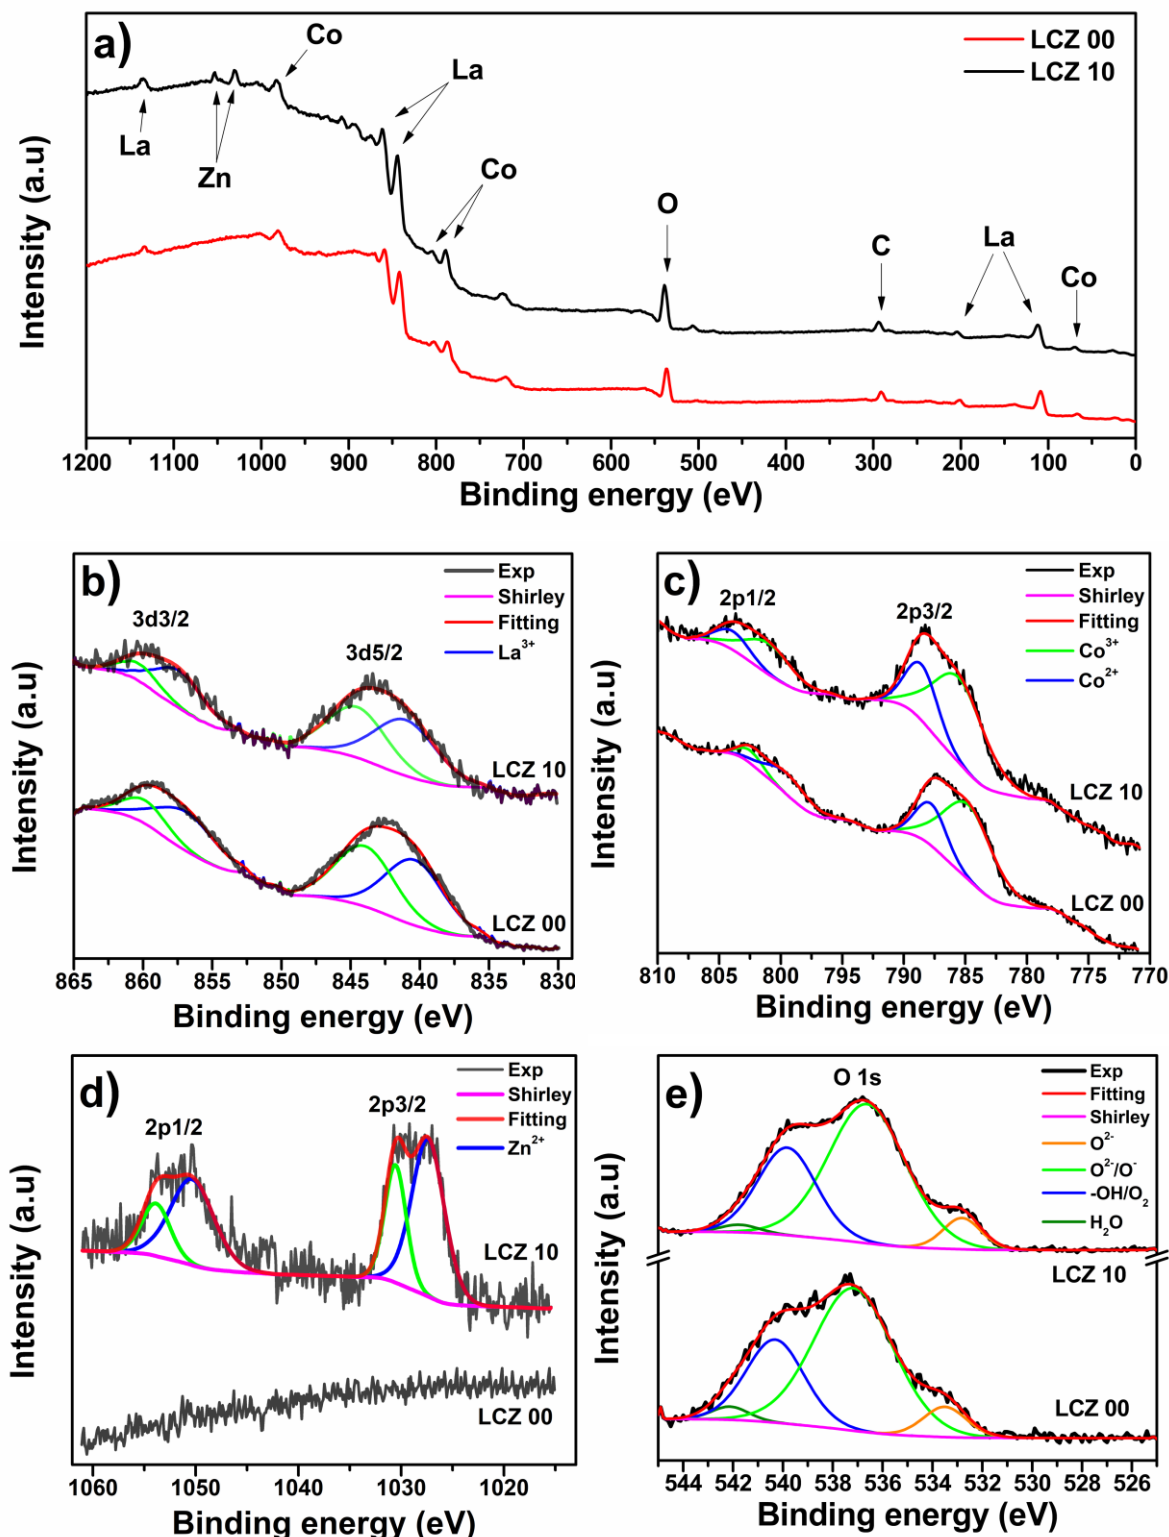 a)
Co
LCZ 00
LCZ 10
La
La
Zn
Co
O
C
La
Co
Intensity (a.u)
1200 1100 1000 900 800 700 600 500 400 300 200 100 0
Binding energy (eV)
b)
3d3/2
3d5/2
Exp
Shirley
Fitting
La³⁺
LCZ 10
LCZ 00
Intensity (a.u)
865 860 855 850 845 840 835 830
Binding energy (eV)
c)
2p1/2
2p3/2
Exp
Shirley
Fitting
Co³⁺
Co²⁺
LCZ 10
LCZ 00
Intensity (a.u)
810 805 800 795 790 785 780 775 770
Binding energy (eV)
d)
2p1/2
2p3/2
Exp
Shirley
Fitting
Zn²⁺
LCZ 10
LCZ 00
Intensity (a.u)
1060 1050 1040 1030 1020
Binding energy (eV)
e)
O 1s
Exp
Fitting
Shirley
O²⁻
O²⁻/O⁻
-OH/O₂
H₂O
LCZ 10
LCZ 00
Intensity (a.u)
544 542 540 538 536 534 532 530 528 526
Binding energy (eV)